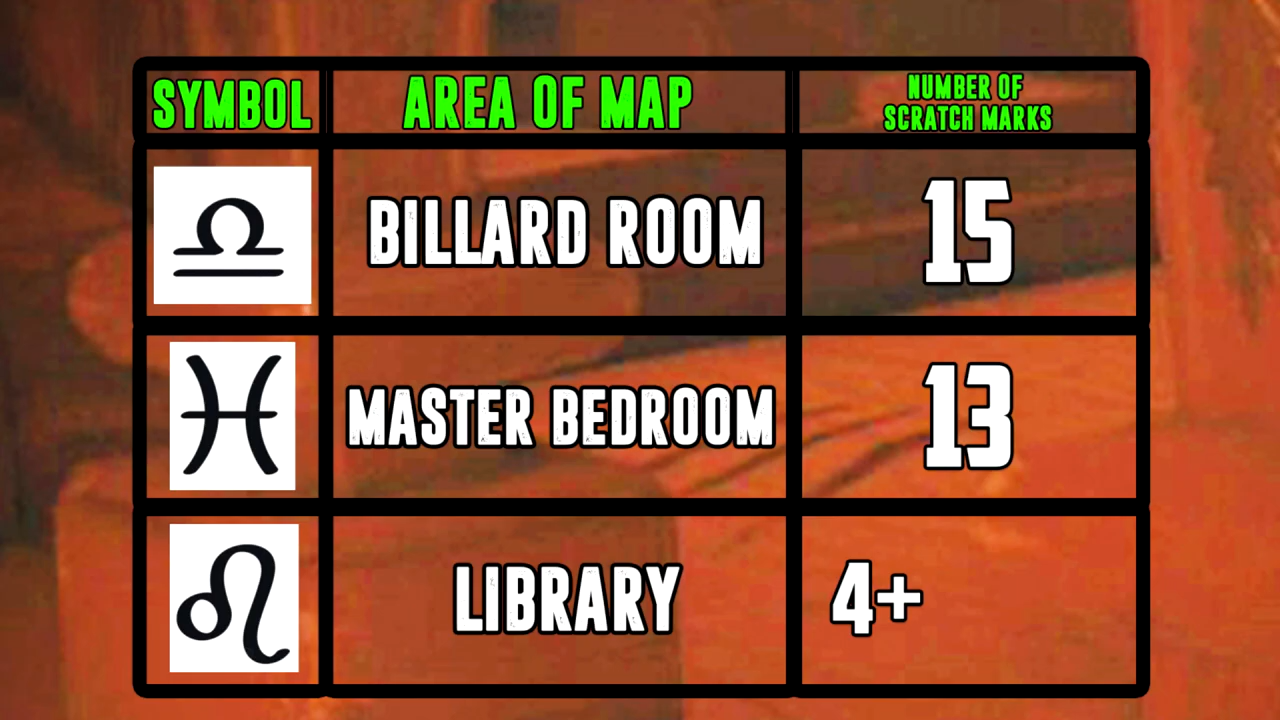 SYMBOL
AREA OF MAP
NUMBER OF
SCRATCH MARKS
♎ BILLARD ROOM 15
♓ MASTER BEDROOM 13
♌ LIBRARY 4+